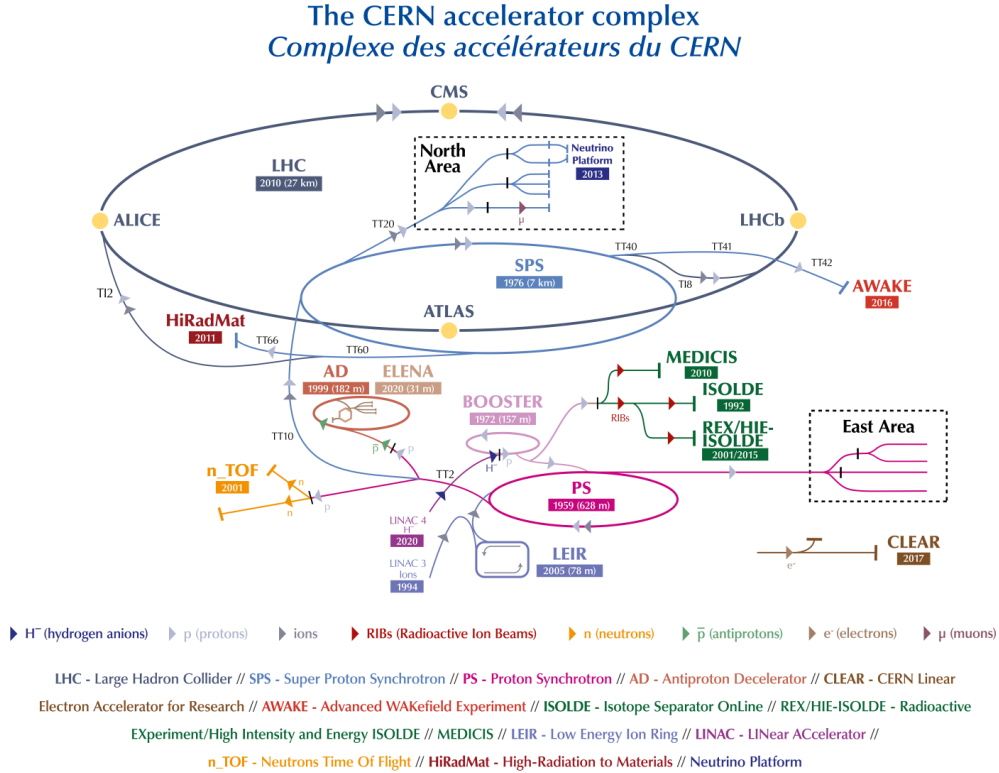 The CERN accelerator complex
Complexe des accélérateurs du CERN
CMS
North
Area
Neutrino
Platform
2013
LHC
2010 (27 km)
μ
ALICE
LHCb
TT20
TT40
TT41
TT42
SPS
1976 (7 km)
TI8
TI2
AWAKE
2016
ATLAS
HiRadMat
2011
TT66
TT60
MEDICIS
2010
AD
1999 (182 m)
ELENA
2020 (31 m)
ISOLDE
1992
BOOSTER
1972 (157 m)
RIBs
REX/HIE-
ISOLDE
2001/2015
East Area
TT10
p̅
p
H⁻
p
n_TOF
2001
n
n
p
TT2
PS
1959 (628 m)
LINAC 4
H⁻
2020
LINAC 3
Ions
1994
LEIR
2005 (78 m)
CLEAR
2017
e⁻
H⁻ (hydrogen anions)
p (protons)
ions
RIBs (Radioactive Ion Beams)
n (neutrons)
p̅ (antiprotons)
e⁻ (electrons)
μ (muons)
LHC - Large Hadron Collider // SPS - Super Proton Synchrotron // PS - Proton Synchrotron // AD - Antiproton Decelerator // CLEAR - CERN Linear
Electron Accelerator for Research // AWAKE - Advanced WAKefield Experiment // ISOLDE - Isotope Separator OnLine // REX/HIE-ISOLDE - Radioactive
EXperiment/High Intensity and Energy ISOLDE // MEDICIS // LEIR - Low Energy Ion Ring // LINAC - LINear ACcelerator //
n_TOF - Neutrons Time Of Flight // HiRadMat - High-Radiation to Materials // Neutrino Platform